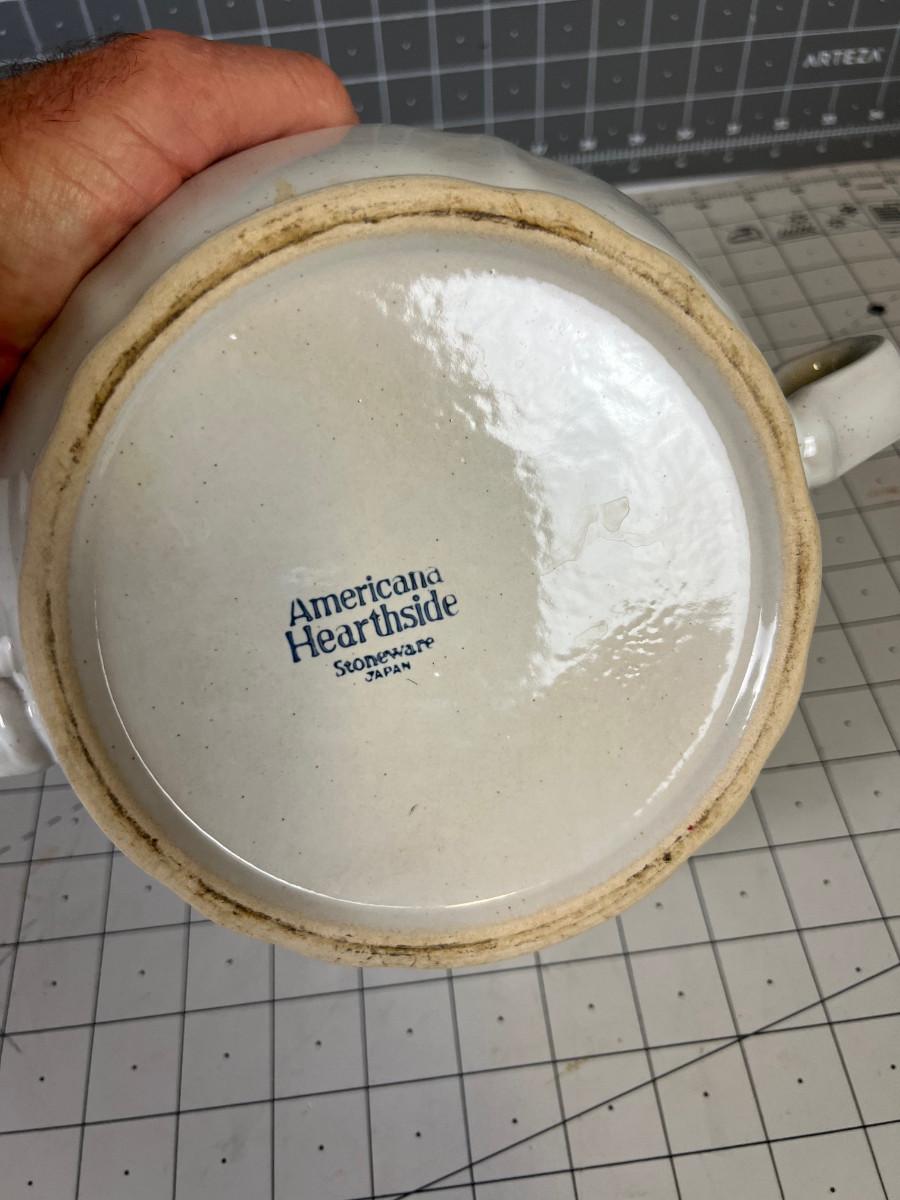 ARTEZA
Americana
Hearthside
Stoneware
JAPAN